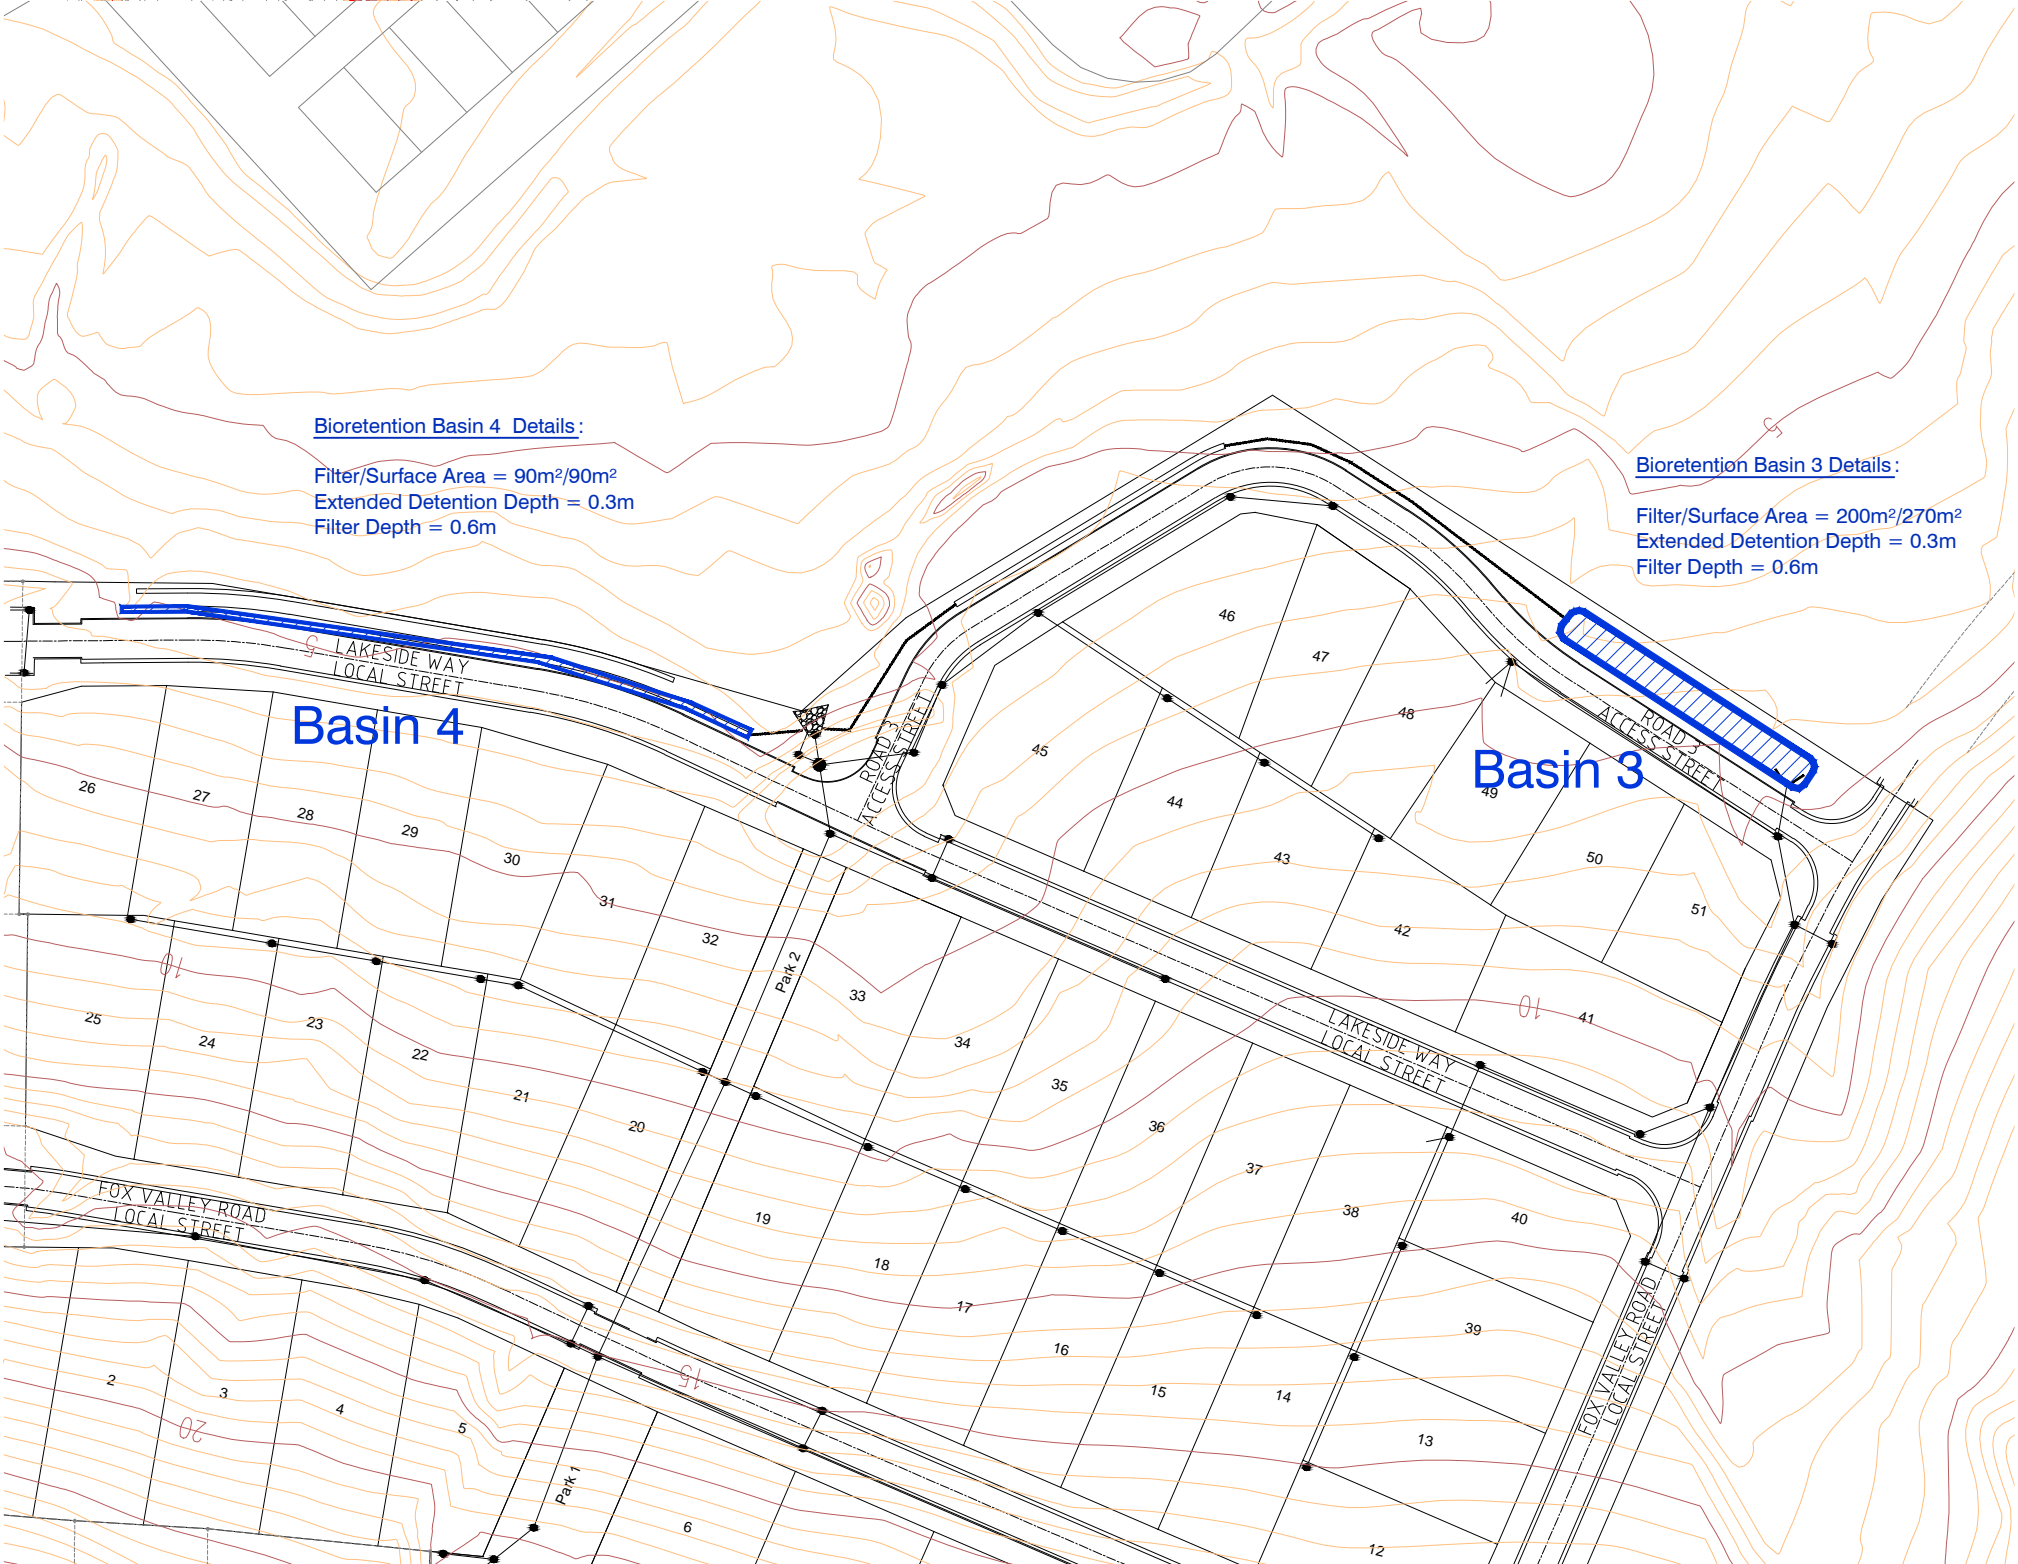 Bioretention Basin 4  Details:
Filter/Surface Area = 90m²/90m²
Extended Detention Depth = 0.3m
Filter Depth = 0.6m
Bioretention Basin 3 Details:
Filter/Surface Area = 200m²/270m²
Extended Detention Depth = 0.3m
Filter Depth = 0.6m
5
5
LAKESIDE WAY
LOCAL STREET
Basin 4
ROAD 3
ACCESS STREET
ROAD 3
ACCESS STREET
Basin 3
46
47
48
45
44
49
43
50
51
42
41
26
27
28
29
30
31
32
33
10
Park 2
10
LAKESIDE WAY
LOCAL STREET
25
24
23
22
21
20
34
35
36
37
38
40
39
FOX VALLEY ROAD
LOCAL STREET
19
18
17
16
15
14
13
12
FOX VALLEY ROAD
LOCAL STREET
15
2
3
4
5
20
Park 1
6